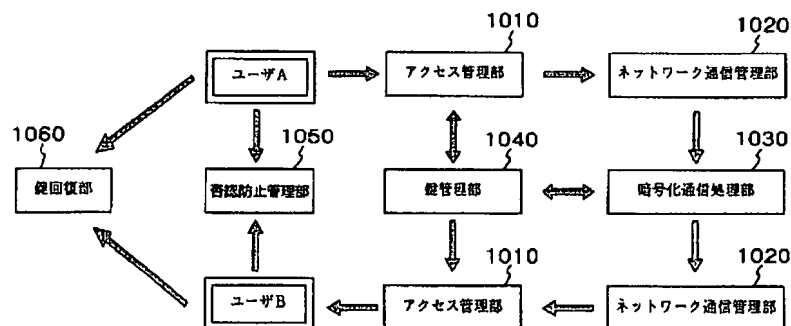 1010
1020
ユーザA
アクセス管理部
ネットワーク通信管理部
1060
1050
1040
1030
鍵回復部
否認防止管理部
鍵管理部
暗号化通信処理部
1010
1020
ユーザB
アクセス管理部
ネットワーク通信管理部